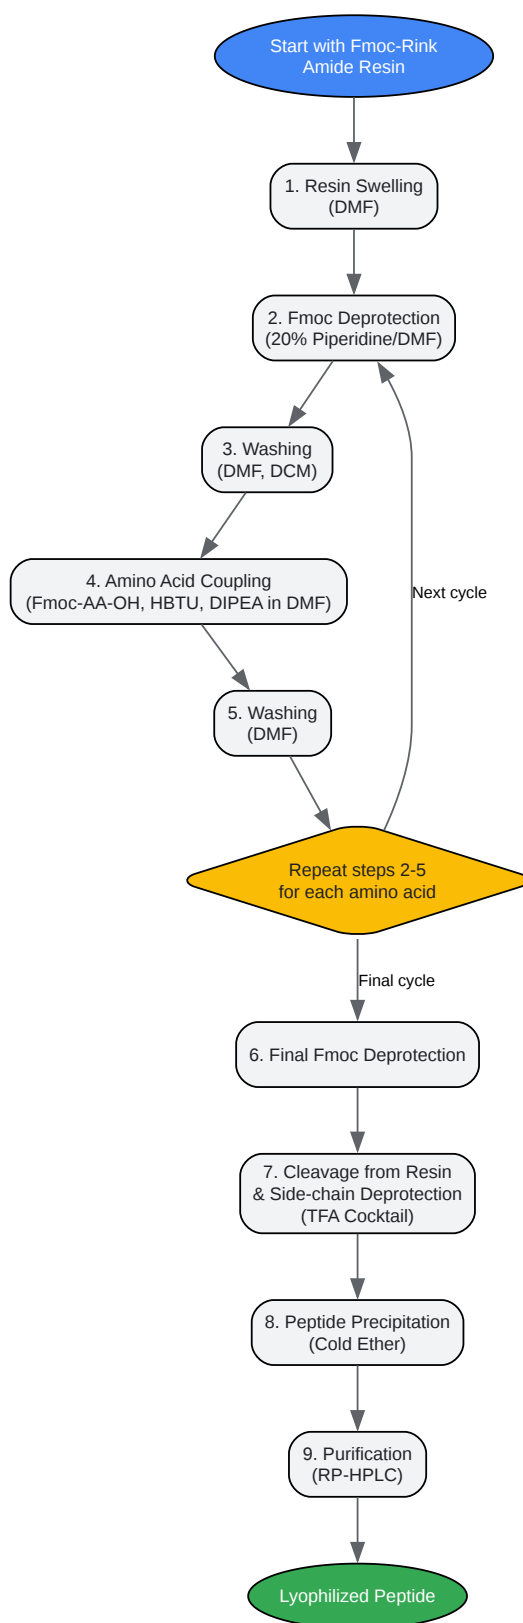 Start with Fmoc-Rink
Amide Resin
1. Resin Swelling
(DMF)
2. Fmoc Deprotection
(20% Piperidine/DMF)
3. Washing
(DMF, DCM)
4. Amino Acid Coupling
(Fmoc-AA-OH, HBTU, DIPEA in DMF)
Next cycle
5. Washing
(DMF)
Repeat steps 2-5
for each amino acid
Final cycle
6. Final Fmoc Deprotection
7. Cleavage from Resin
& Side-chain Deprotection
(TFA Cocktail)
8. Peptide Precipitation
(Cold Ether)
9. Purification
(RP-HPLC)
Lyophilized Peptide